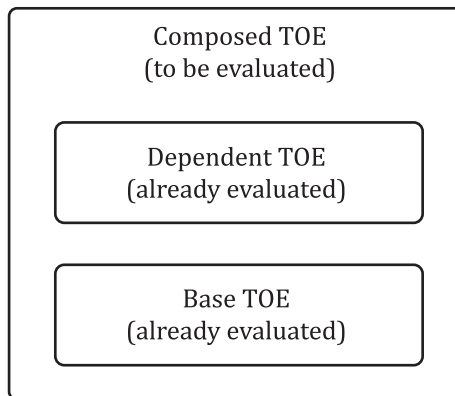 Composed TOE
(to be evaluated)
Dependent TOE
(already evaluated)
Base TOE
(already evaluated)